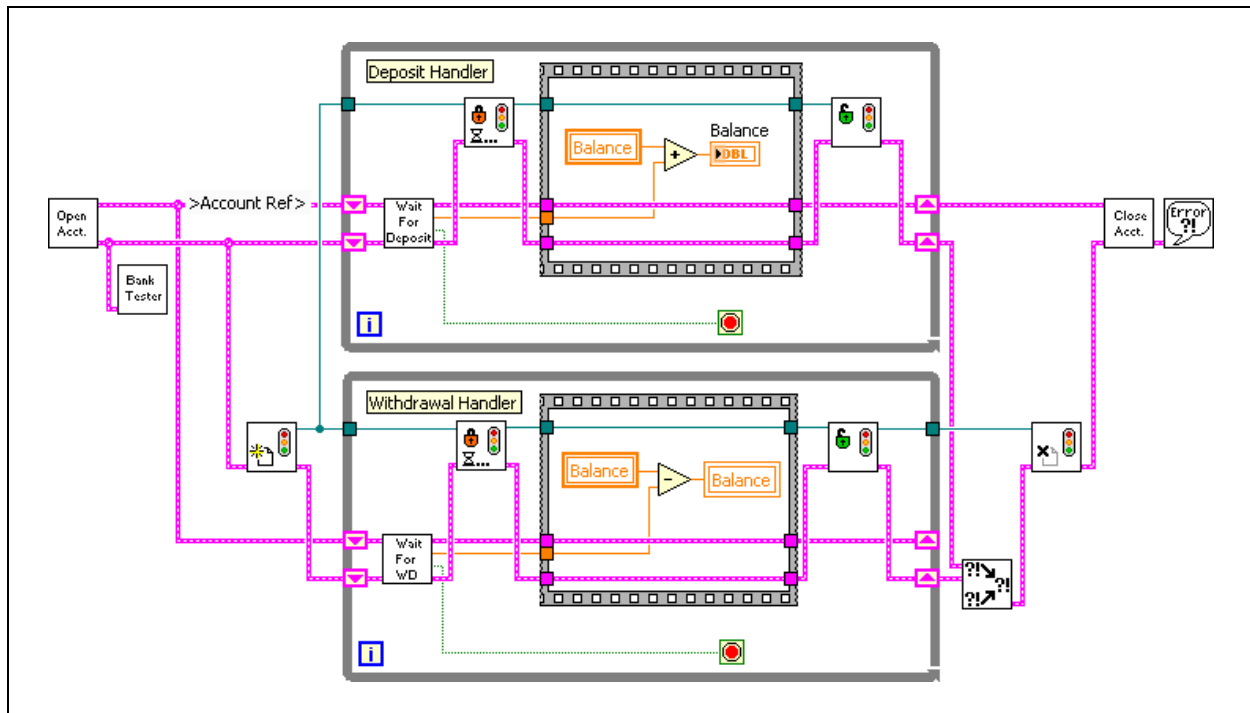 Deposit Handler
Balance
Balance
+
DBL
>Account Ref>
Open
Acct.
Wait
For
Deposit
Close
Acct.
Error
?!
Bank
Tester
i
Withdrawal Handler
Balance
-
Balance
Wait
For
WD
?!
?!
?!
i